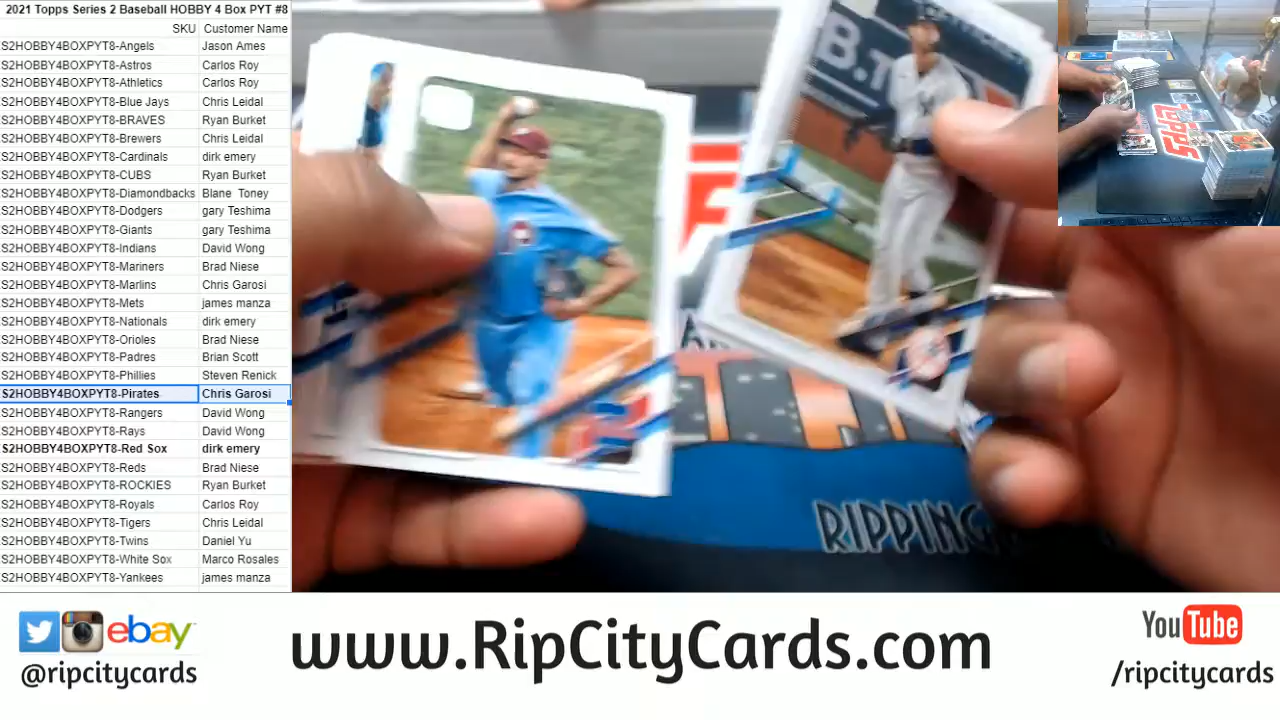 2021 Topps Series 2 Baseball HOBBY 4 Box PYT #8
SKU Customer Name
S2HOBBY4BOXPYT8-Angels Jason Ames
S2HOBBY4BOXPYT8-Astros Carlos Roy
S2HOBBY4BOXPYT8-Athletics Carlos Roy
S2HOBBY4BOXPYT8-Blue Jays Chris Leidal
S2HOBBY4BOXPYT8-BRAVES Ryan Burket
S2HOBBY4BOXPYT8-Brewers Chris Leidal
S2HOBBY4BOXPYT8-Cardinals dirk emery
S2HOBBY4BOXPYT8-CUBS Ryan Burket
S2HOBBY4BOXPYT8-Diamondbacks Blane Toney
S2HOBBY4BOXPYT8-Dodgers gary Teshima
S2HOBBY4BOXPYT8-Giants gary Teshima
S2HOBBY4BOXPYT8-Indians David Wong
S2HOBBY4BOXPYT8-Mariners Brad Niese
S2HOBBY4BOXPYT8-Marlins Chris Garosi
S2HOBBY4BOXPYT8-Mets james manza
S2HOBBY4BOXPYT8-Nationals dirk emery
S2HOBBY4BOXPYT8-Orioles Brad Niese
S2HOBBY4BOXPYT8-Padres Brian Scott
S2HOBBY4BOXPYT8-Phillies Steven Renick
S2HOBBY4BOXPYT8-Pirates Chris Garosi
S2HOBBY4BOXPYT8-Rangers David Wong
S2HOBBY4BOXPYT8-Rays David Wong
S2HOBBY4BOXPYT8-Red Sox dirk emery
S2HOBBY4BOXPYT8-Reds Brad Niese
S2HOBBY4BOXPYT8-ROCKIES Ryan Burket
S2HOBBY4BOXPYT8-Royals Carlos Roy
S2HOBBY4BOXPYT8-Tigers Chris Leidal
S2HOBBY4BOXPYT8-Twins Daniel Yu
S2HOBBY4BOXPYT8-White Sox Marco Rosales
S2HOBBY4BOXPYT8-Yankees james manza
TOPPS
RIPPING
ebay
@ripcitycards
www.RipCityCards.com
YouTube
/ripcitycards